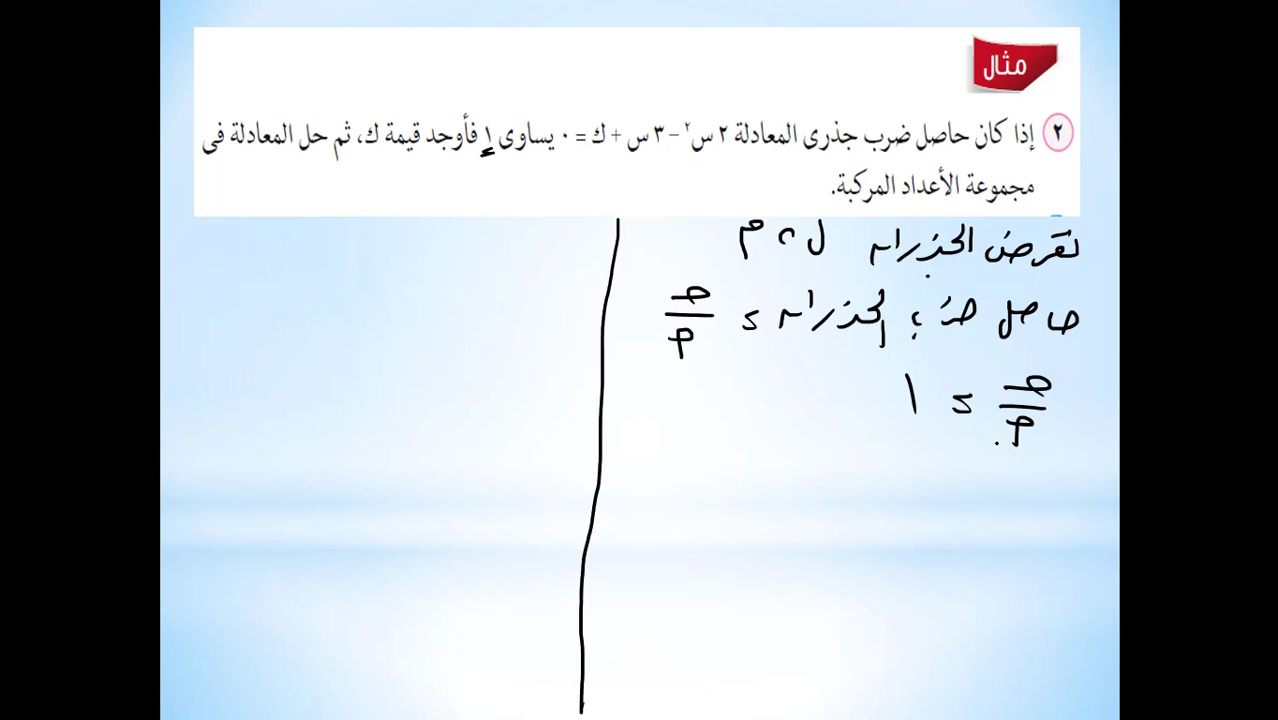 مثال
٢ إذا كان حاصل ضرب جذرى المعادلة ٢ س٢ - ٣ س + ك = ٠ يساوى ١ فأوجد قيمة ك، ثم حل المعادلة فى
مجموعة الأعداد المركبة.
نفرض الجذران ل ، م
حاصل ضرب الجذران = حـ/م
حـ/م = ١